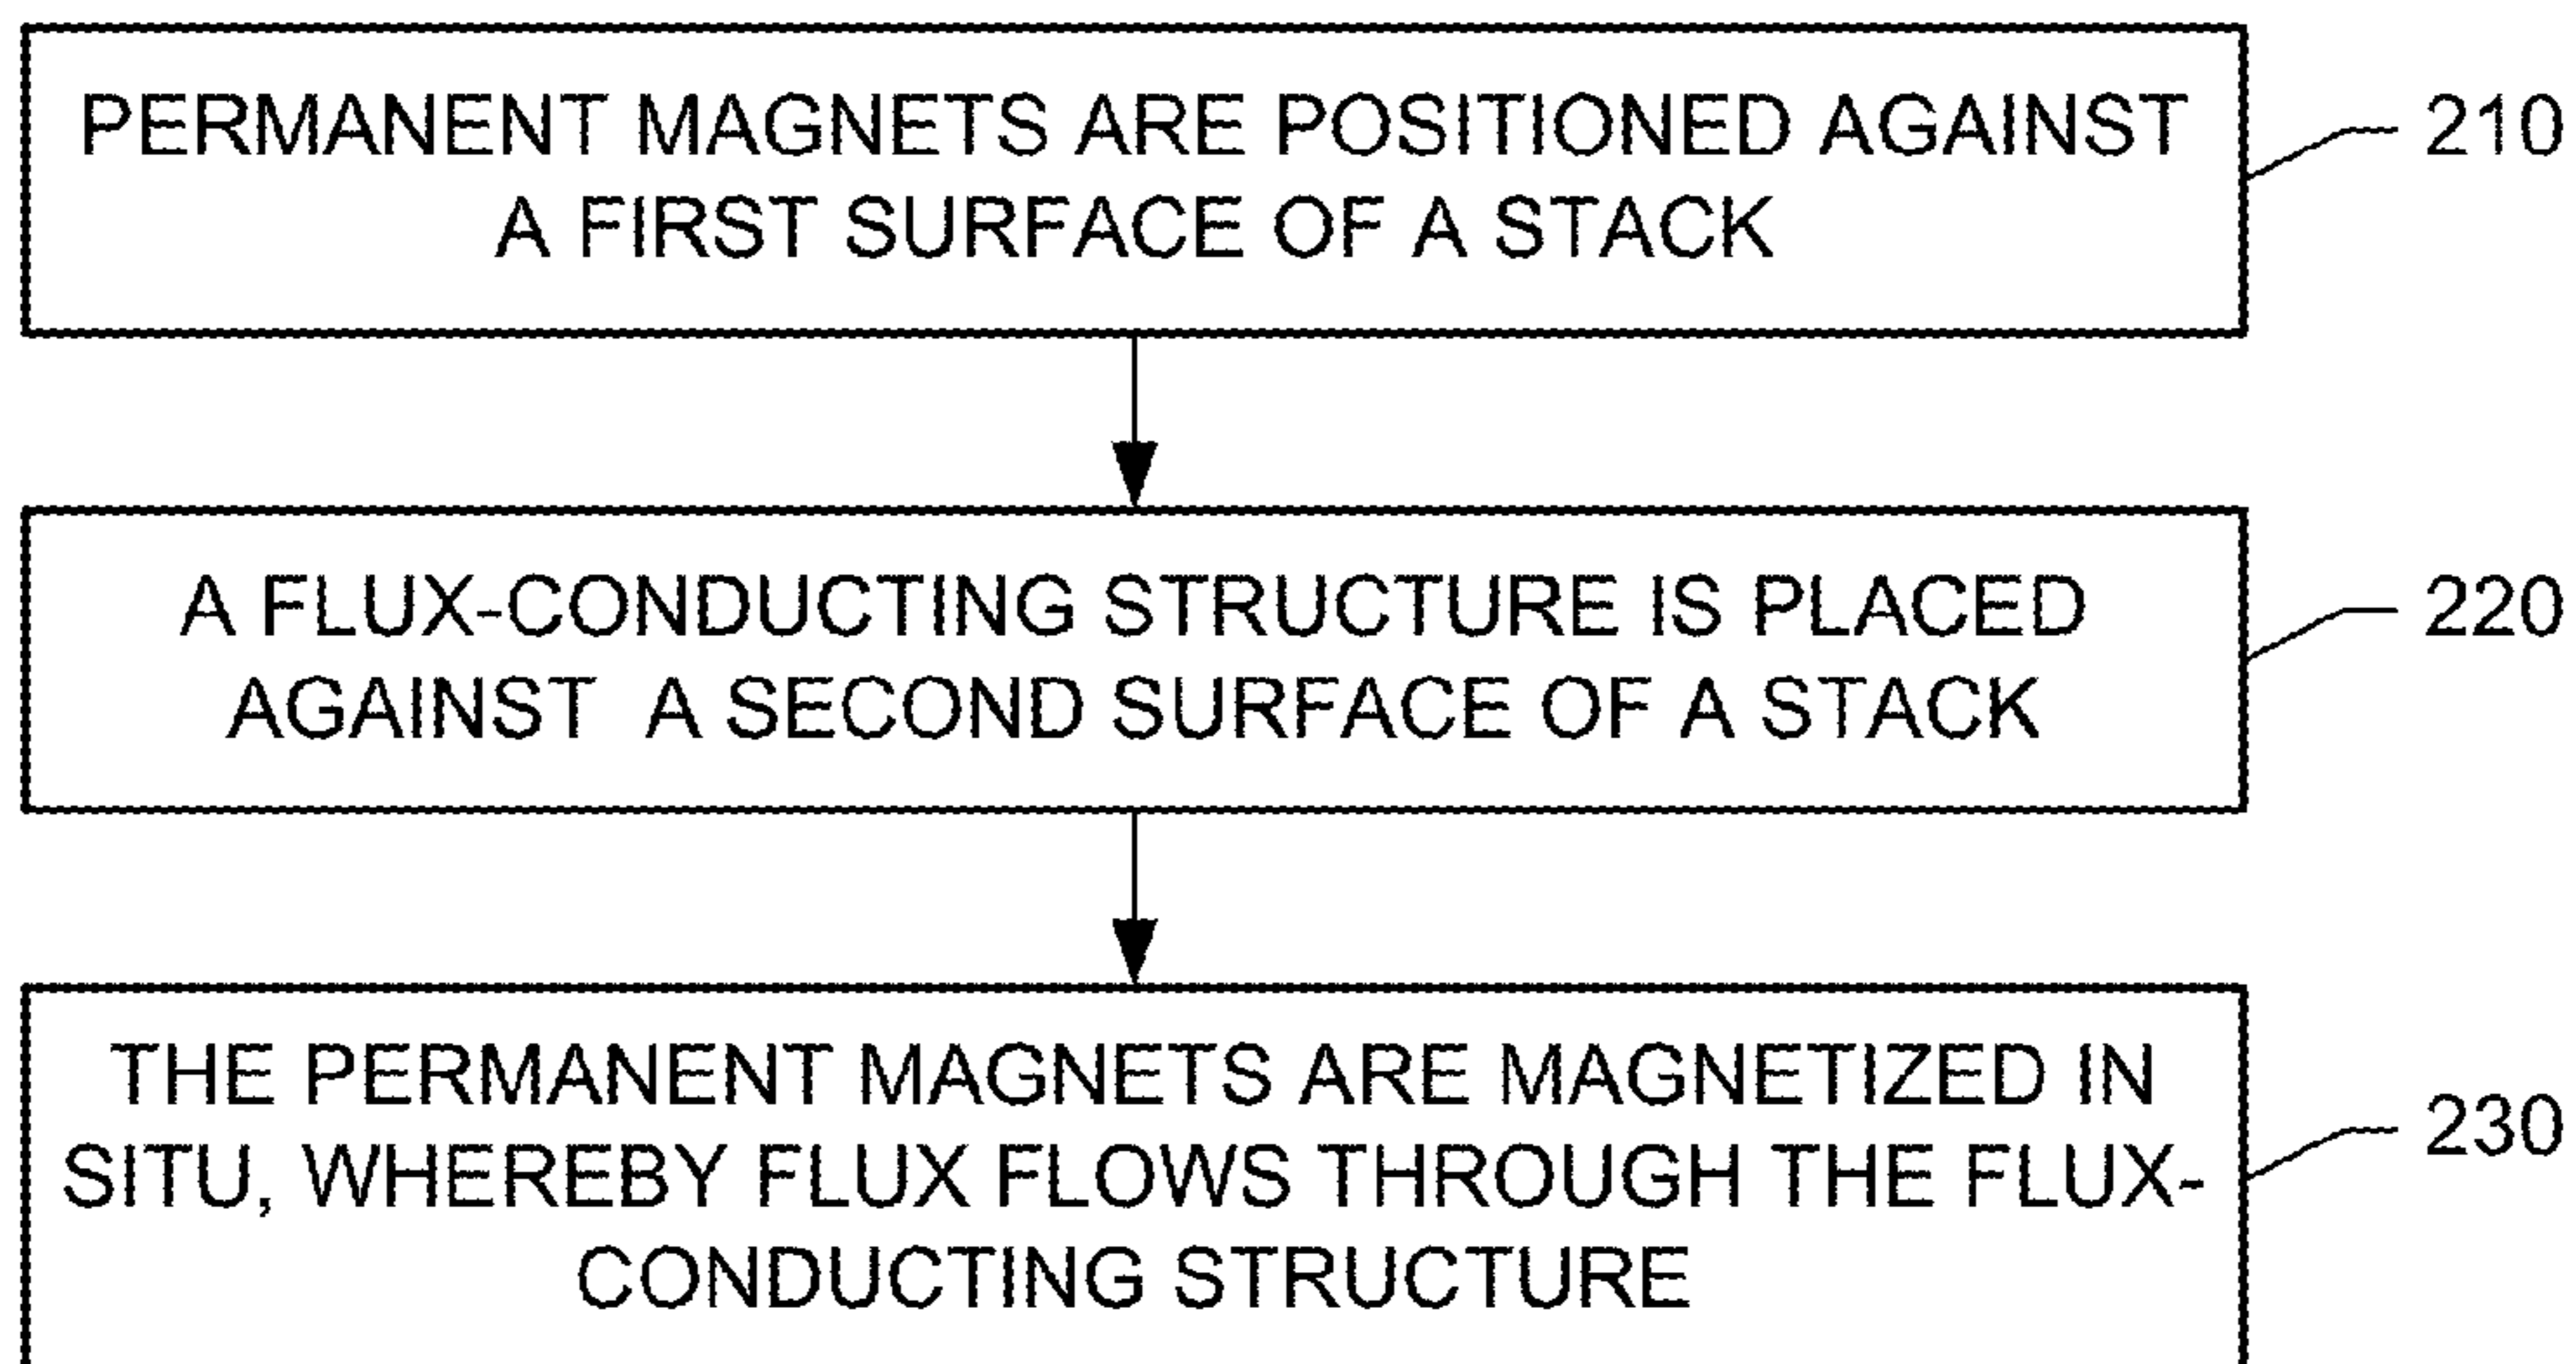 PERMANENT MAGNETS ARE POSITIONED AGAINST
A FIRST SURFACE OF A STACK
210
A FLUX-CONDUCTING STRUCTURE IS PLACED
AGAINST A SECOND SURFACE OF A STACK
220
THE PERMANENT MAGNETS ARE MAGNETIZED IN
SITU, WHEREBY FLUX FLOWS THROUGH THE FLUX-
CONDUCTING STRUCTURE
230